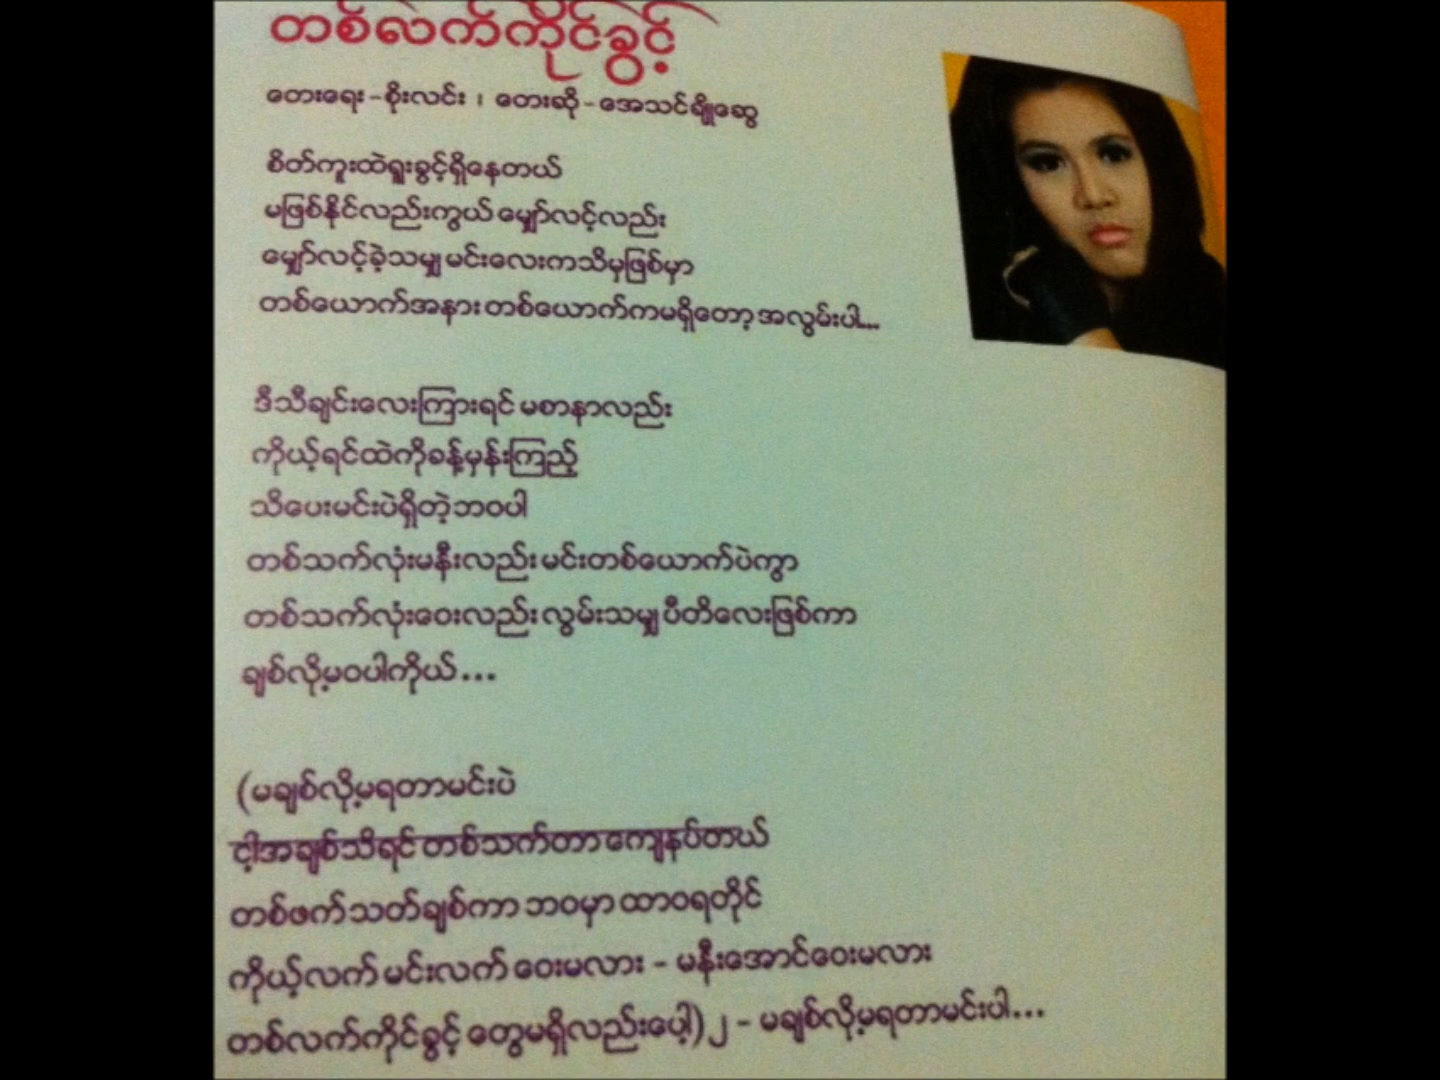 တစ်လက်ကိုင်ခွင့်
တေးရေး - စိုးလင်း ၊ တေးဆို - အေသင်ချိုဆွေ
စိတ်ကူးထဲရူးခွင့်ရှိနေတယ်
မဖြစ်နိုင်လည်းကွယ် မျှော်လင့်လည်း
မျှော်လင့်ခဲ့သမျှ မင်းလေးကသိမှဖြစ်မှာ
တစ်ယောက်အနား တစ်ယောက်ကမရှိတော့ အလွမ်းပါ...
ဒီသီချင်းလေးကြားရင် မစာနာလည်း
ကိုယ့်ရင်ထဲကိုခန့်မှန်းကြည့်
သိပေးမင်းပဲရှိတဲ့ဘဝပါ
တစ်သက်လုံးမနီးလည်း မင်းတစ်ယောက်ပဲကွာ
တစ်သက်လုံးဝေးလည်း လွမ်းသမျှ ပီတိလေးဖြစ်ကာ
ချစ်လို့မဝပါကိုယ် ...
(မချစ်လို့မရတာမင်းပဲ
ငါ့အချစ်သိရင် တစ်သက်တာ ကျေနပ်တယ်
တစ်ဖက်သတ်ချစ်ကာ ဘဝမှာ ထာဝရတိုင်
ကိုယ့်လက် မင်းလက် ဝေးမလား - မနီးအောင်ဝေးမလား
တစ်လက်ကိုင်ခွင့် တွေမရှိလည်းပေါ့) ၂ - မချစ်လို့မရတာမင်းပါ...